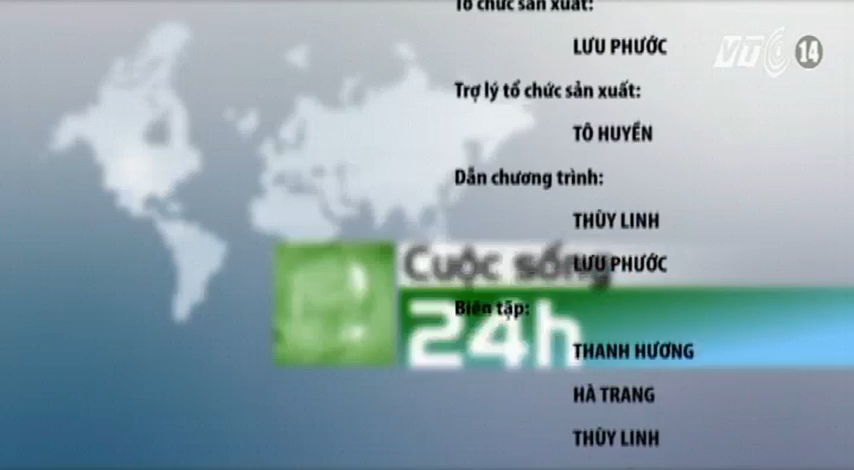 Tổ chức sản xuất:
LƯU PHƯỚC
VTC 14
Trợ lý tổ chức sản xuất:
TÔ HUYỀN
Dẫn chương trình:
THÙY LINH
LƯU PHƯỚC
Cuộc sống
24h
Biên tập:
THANH HƯƠNG
HÀ TRANG
THÙY LINH